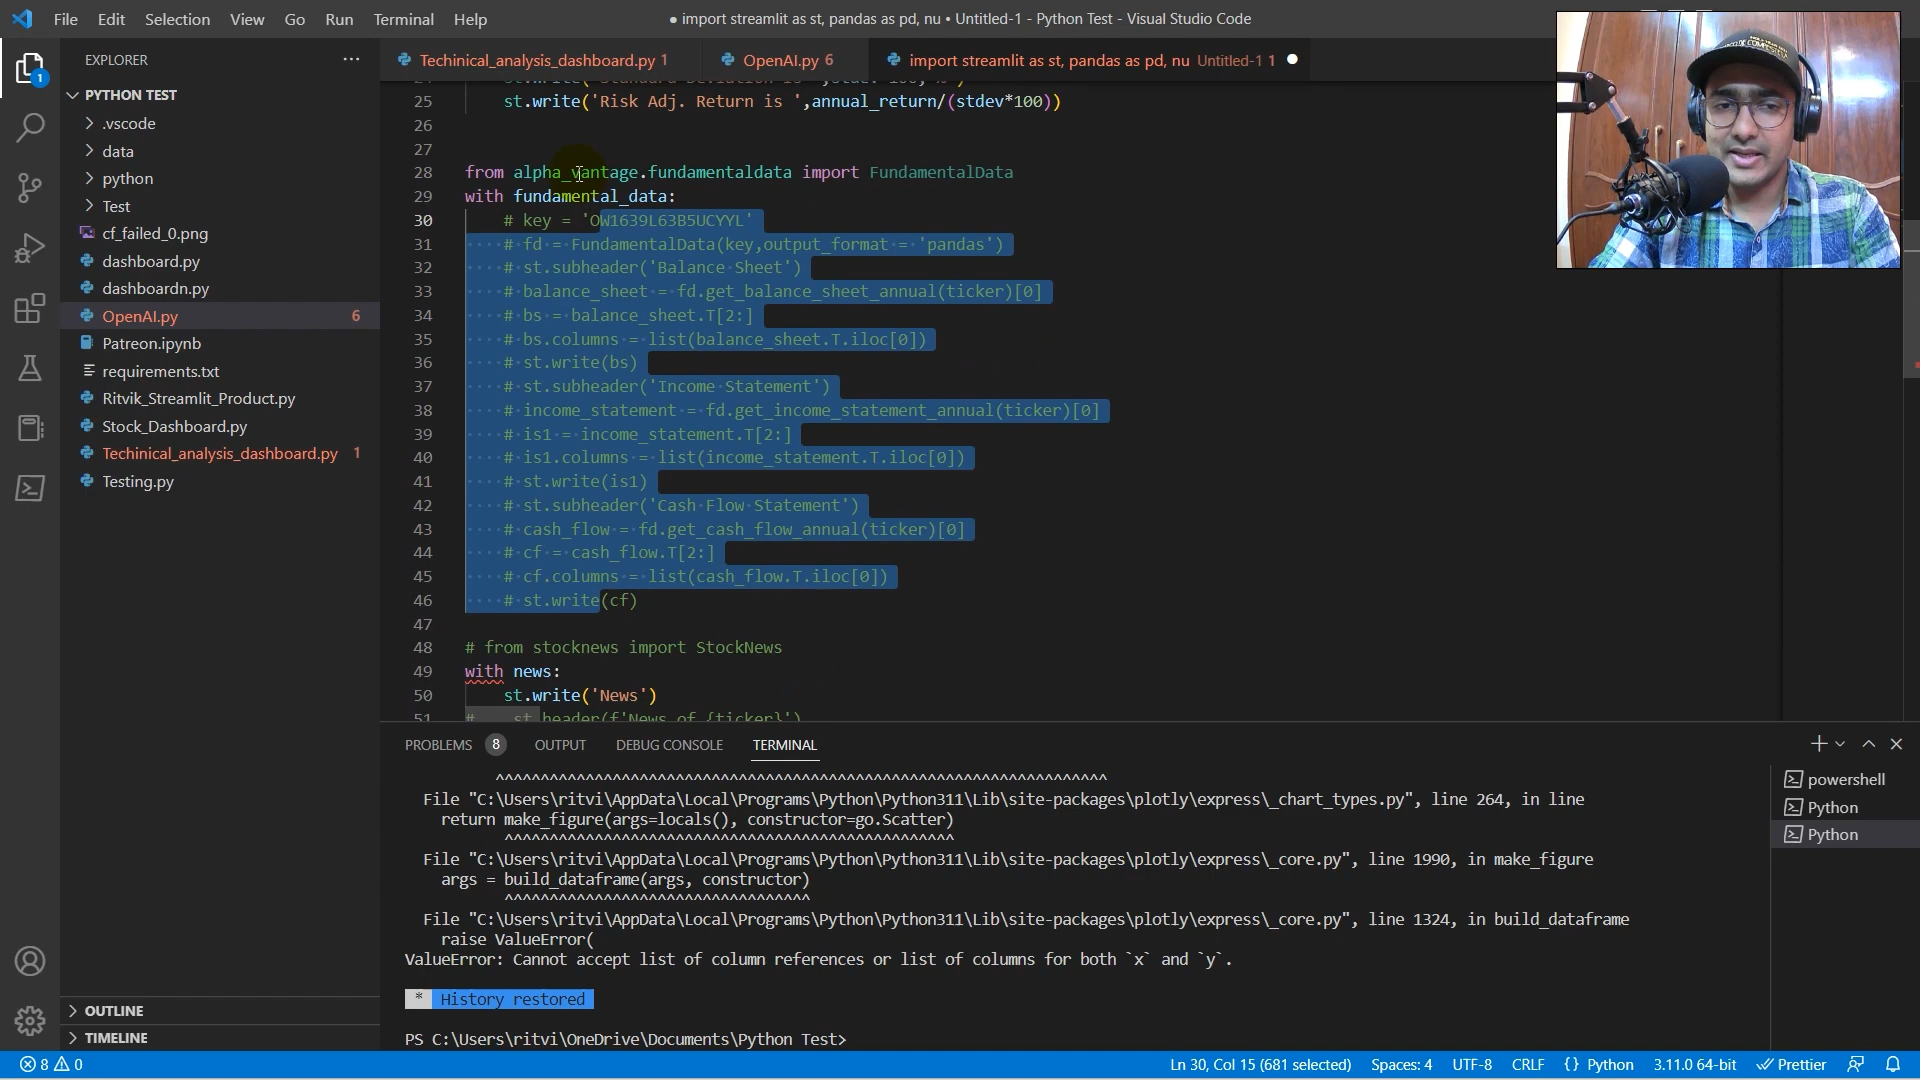 File Edit Selection View Go Run Terminal Help
● import streamlit as st, pandas as pd, nu • Untitled-1 - Python Test - Visual Studio Code
EXPLORER
Techinical_analysis_dashboard.py 1
OpenAI.py 6
import streamlit as st, pandas as pd, nu Untitled-1 1
1
PYTHON TEST
.vscode
data
python
Test
cf_failed_0.png
dashboard.py
dashboardn.py
OpenAI.py 6
Patreon.ipynb
requirements.txt
Ritvik_Streamlit_Product.py
Stock_Dashboard.py
Techinical_analysis_dashboard.py 1
Testing.py
OUTLINE
TIMELINE
25 st.write('Risk Adj. Return is ',annual_return/(stdev*100))
26
27
28 from alpha_vantage.fundamentaldata import FundamentalData
29 with fundamental_data:
30 # key = 'OW1639L63B5UCYYL'
31 # fd = FundamentalData(key,output_format = 'pandas')
32 # st.subheader('Balance Sheet')
33 # balance_sheet = fd.get_balance_sheet_annual(ticker)[0]
34 # bs = balance_sheet.T[2:]
35 # bs.columns = list(balance_sheet.T.iloc[0])
36 # st.write(bs)
37 # st.subheader('Income Statement')
38 # income_statement = fd.get_income_statement_annual(ticker)[0]
39 # is1 = income_statement.T[2:]
40 # is1.columns = list(income_statement.T.iloc[0])
41 # st.write(is1)
42 # st.subheader('Cash Flow Statement')
43 # cash_flow = fd.get_cash_flow_annual(ticker)[0]
44 # cf = cash_flow.T[2:]
45 # cf.columns = list(cash_flow.T.iloc[0])
46 # st.write(cf)
47
48 # from stocknews import StockNews
49 with news:
50 st.write('News')
51 # st.header(f'News of {ticker}')
PROBLEMS 8 OUTPUT DEBUG CONSOLE TERMINAL
^^^^^^^^^^^^^^^^^^^^^^^^^^^^^^^^^^^^^^^^^^^^^^^^^^^^^^^^^^^^^^^^^^^^
File "C:\Users\ritvi\AppData\Local\Programs\Python\Python311\Lib\site-packages\plotly\express\_chart_types.py", line 264, in line
return make_figure(args=locals(), constructor=go.Scatter)
^^^^^^^^^^^^^^^^^^^^^^^^^^^^^^^^^^^^^^^^^^^^^^^^^^
File "C:\Users\ritvi\AppData\Local\Programs\Python\Python311\Lib\site-packages\plotly\express\_core.py", line 1990, in make_figure
args = build_dataframe(args, constructor)
^^^^^^^^^^^^^^^^^^^^^^^^^^^^^^^^^^
File "C:\Users\ritvi\AppData\Local\Programs\Python\Python311\Lib\site-packages\plotly\express\_core.py", line 1324, in build_dataframe
raise ValueError(
ValueError: Cannot accept list of column references or list of columns for both `x` and `y`.
* History restored
PS C:\Users\ritvi\OneDrive\Documents\Python Test>
powershell
Python
Python
8 0
Ln 30, Col 15 (681 selected) Spaces: 4 UTF-8 CRLF {} Python 3.11.0 64-bit Prettier